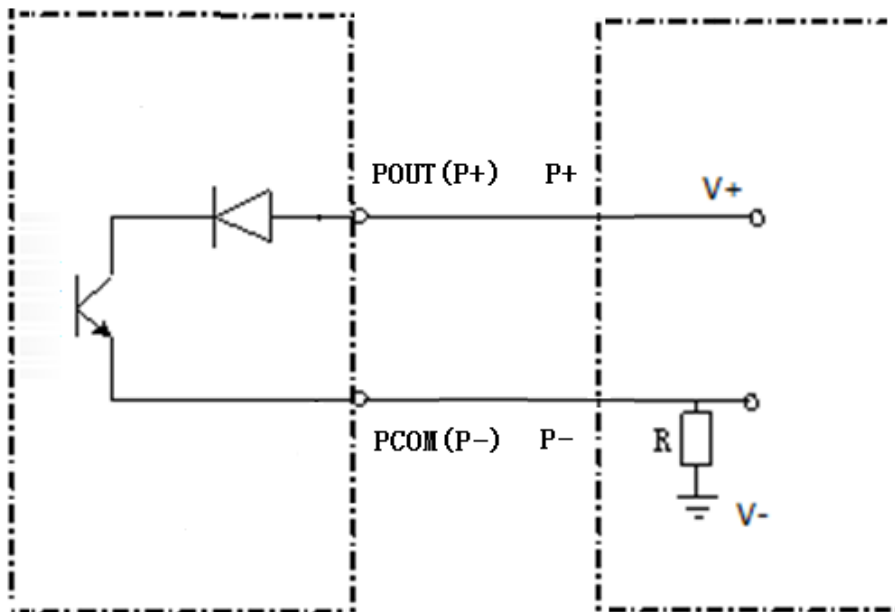 POUT(P+) P+
V+
PCOM(P-) P-
R
V-